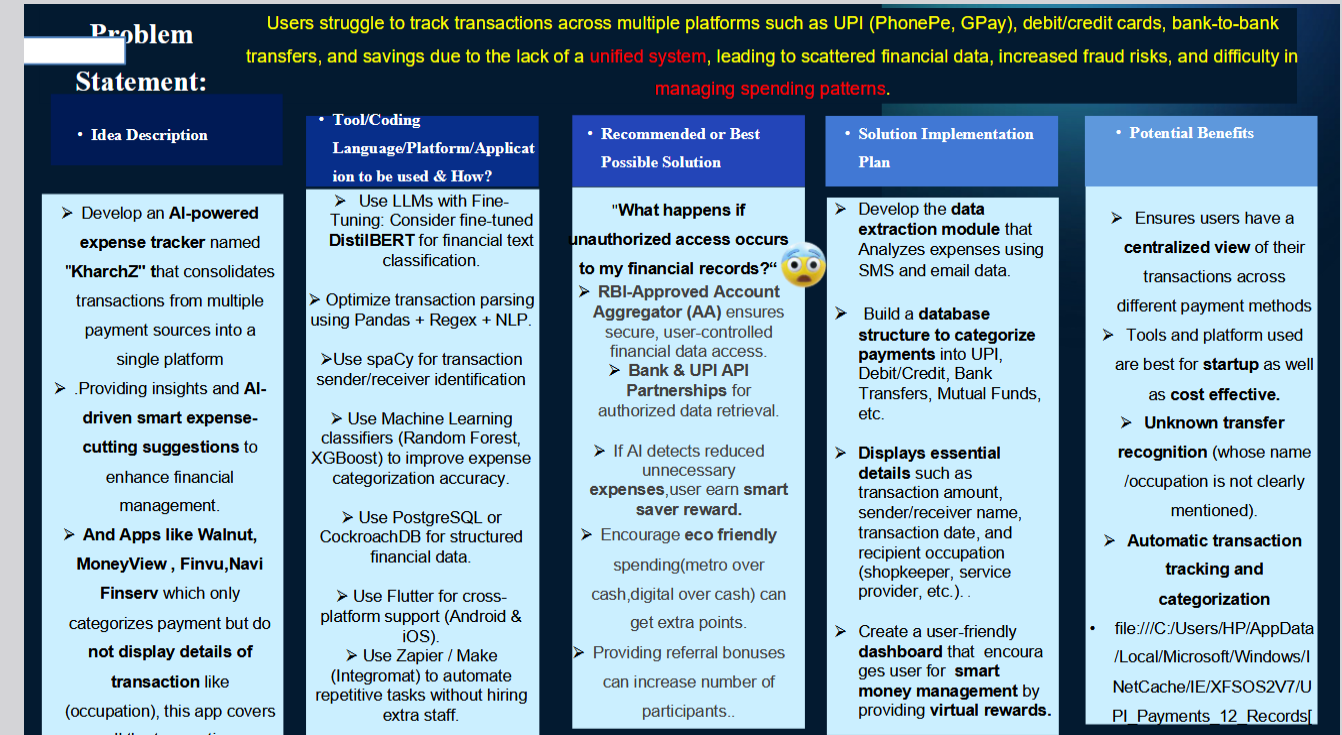 Problem
Statement:
Users struggle to track transactions across multiple platforms such as UPI (PhonePe, GPay), debit/credit cards, bank-to-bank
transfers, and savings due to the lack of a unified system, leading to scattered financial data, increased fraud risks, and difficulty in
managing spending patterns.
• Idea Description
➢ Develop an AI-powered
expense tracker named
"KharchZ" that consolidates
transactions from multiple
payment sources into a
single platform
➢ .Providing insights and AI-
driven smart expense-
cutting suggestions to
enhance financial
management.
➢ And Apps like Walnut,
MoneyView , Finvu,Navi
Finserv which only
categorizes payment but do
not display details of
transaction like
(occupation), this app covers
• Tool/Coding
Language/Platform/Applicat
ion to be used & How?
➢ Use LLMs with Fine-
Tuning: Consider fine-tuned
DistilBERT for financial text
classification.
➢ Optimize transaction parsing
using Pandas + Regex + NLP.
➢Use spaCy for transaction
sender/receiver identification
➢ Use Machine Learning
classifiers (Random Forest,
XGBoost) to improve expense
categorization accuracy.
➢ Use PostgreSQL or
CockroachDB for structured
financial data.
➢ Use Flutter for cross-
platform support (Android &
iOS).
➢ Use Zapier / Make
(Integromat) to automate
repetitive tasks without hiring
extra staff.
• Recommended or Best
Possible Solution
"What happens if
unauthorized access occurs
to my financial records?“
➢ RBI-Approved Account
Aggregator (AA) ensures
secure, user-controlled
financial data access.
➢ Bank & UPI API
Partnerships for
authorized data retrieval.
➢ If AI detects reduced
unnecessary
expenses,user earn smart
saver reward.
➢ Encourage eco friendly
spending(metro over
cash,digital over cash) can
get extra points.
➢ Providing referral bonuses
can increase number of
participants..
• Solution Implementation
Plan
➢ Develop the data
extraction module that
Analyzes expenses using
SMS and email data.
➢ Build a database
structure to categorize
payments into UPI,
Debit/Credit, Bank
Transfers, Mutual Funds,
etc.
➢ Displays essential
details such as
transaction amount,
sender/receiver name,
transaction date, and
recipient occupation
(shopkeeper, service
provider, etc.). .
➢ Create a user-friendly
dashboard that encoura
ges user for smart
money management by
providing virtual rewards.
• Potential Benefits
➢ Ensures users have a
centralized view of their
transactions across
different payment methods
➢ Tools and platform used
are best for startup as well
as cost effective.
➢ Unknown transfer
recognition (whose name
/occupation is not clearly
mentioned).
➢ Automatic transaction
tracking and
categorization
• file:///C:/Users/HP/AppData
/Local/Microsoft/Windows/I
NetCache/IE/XFSOS2V7/U
PI_Payments_12_Records[